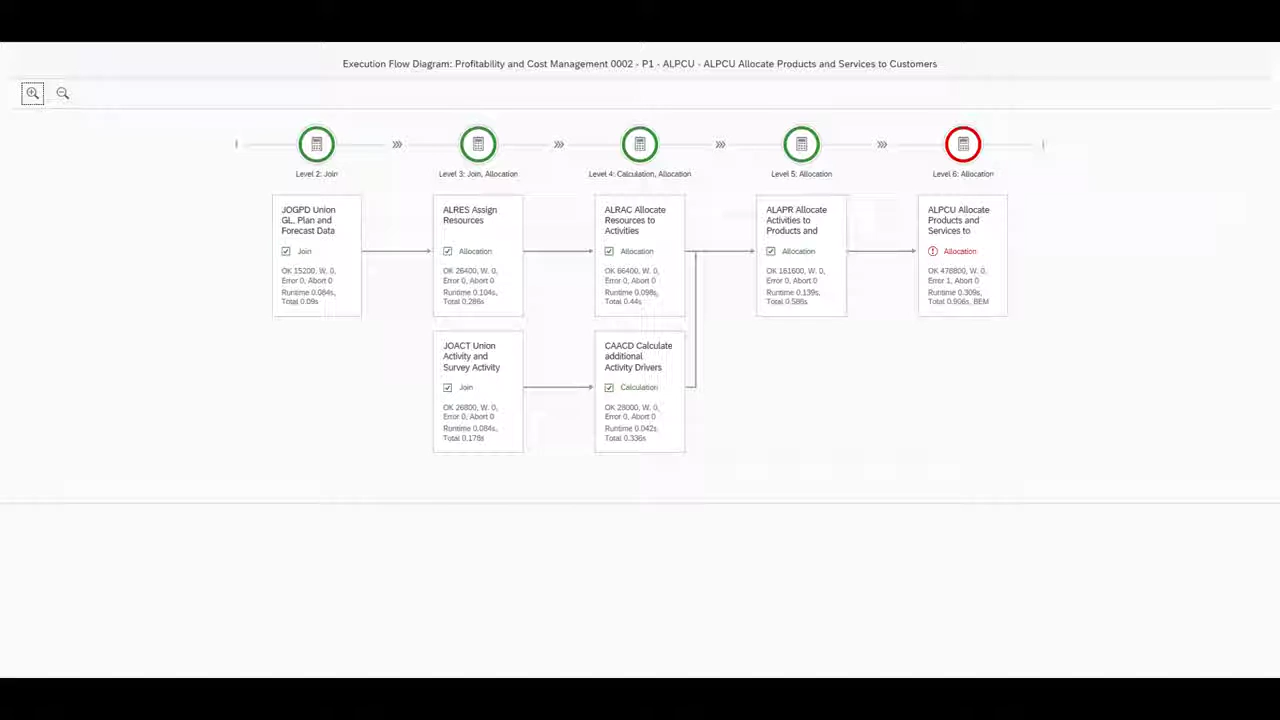 Execution Flow Diagram: Profitability and Cost Management 0002 - P1 - ALPCU - ALPCU Allocate Products and Services to Customers
Level 2: Join
Level 3: Join, Allocation
Level 4: Calculation, Allocation
Level 5: Allocation
Level 6: Allocation
JOGPD Union
GL, Plan and
Forecast Data
Join
OK 15200, W. 0,
Error 0, Abort 0
Runtime 0.084s,
Total 0.09s
ALRES Assign
Resources
Allocation
OK 26400, W. 0,
Error 0, Abort 0
Runtime 0.104s,
Total 0.286s
ALRAC Allocate
Resources to
Activities
Allocation
OK 66400, W. 0,
Error 0, Abort 0
Runtime 0.098s,
Total 0.44s
ALAPR Allocate
Activities to
Products and
Allocation
OK 161600, W. 0,
Error 0, Abort 0
Runtime 0.139s,
Total 0.586s
ALPCU Allocate
Products and
Services to
Allocation
OK 478800, W. 0,
Error 1, Abort 0
Runtime 0.309s,
Total 0.906s, BEM
JOACT Union
Activity and
Survey Activity
Join
OK 26800, W. 0,
Error 0, Abort 0
Runtime 0.084s,
Total 0.178s
CAACD Calculate
additional
Activity Drivers
Calculation
OK 28000, W. 0,
Error 0, Abort 0
Runtime 0.042s,
Total 0.336s